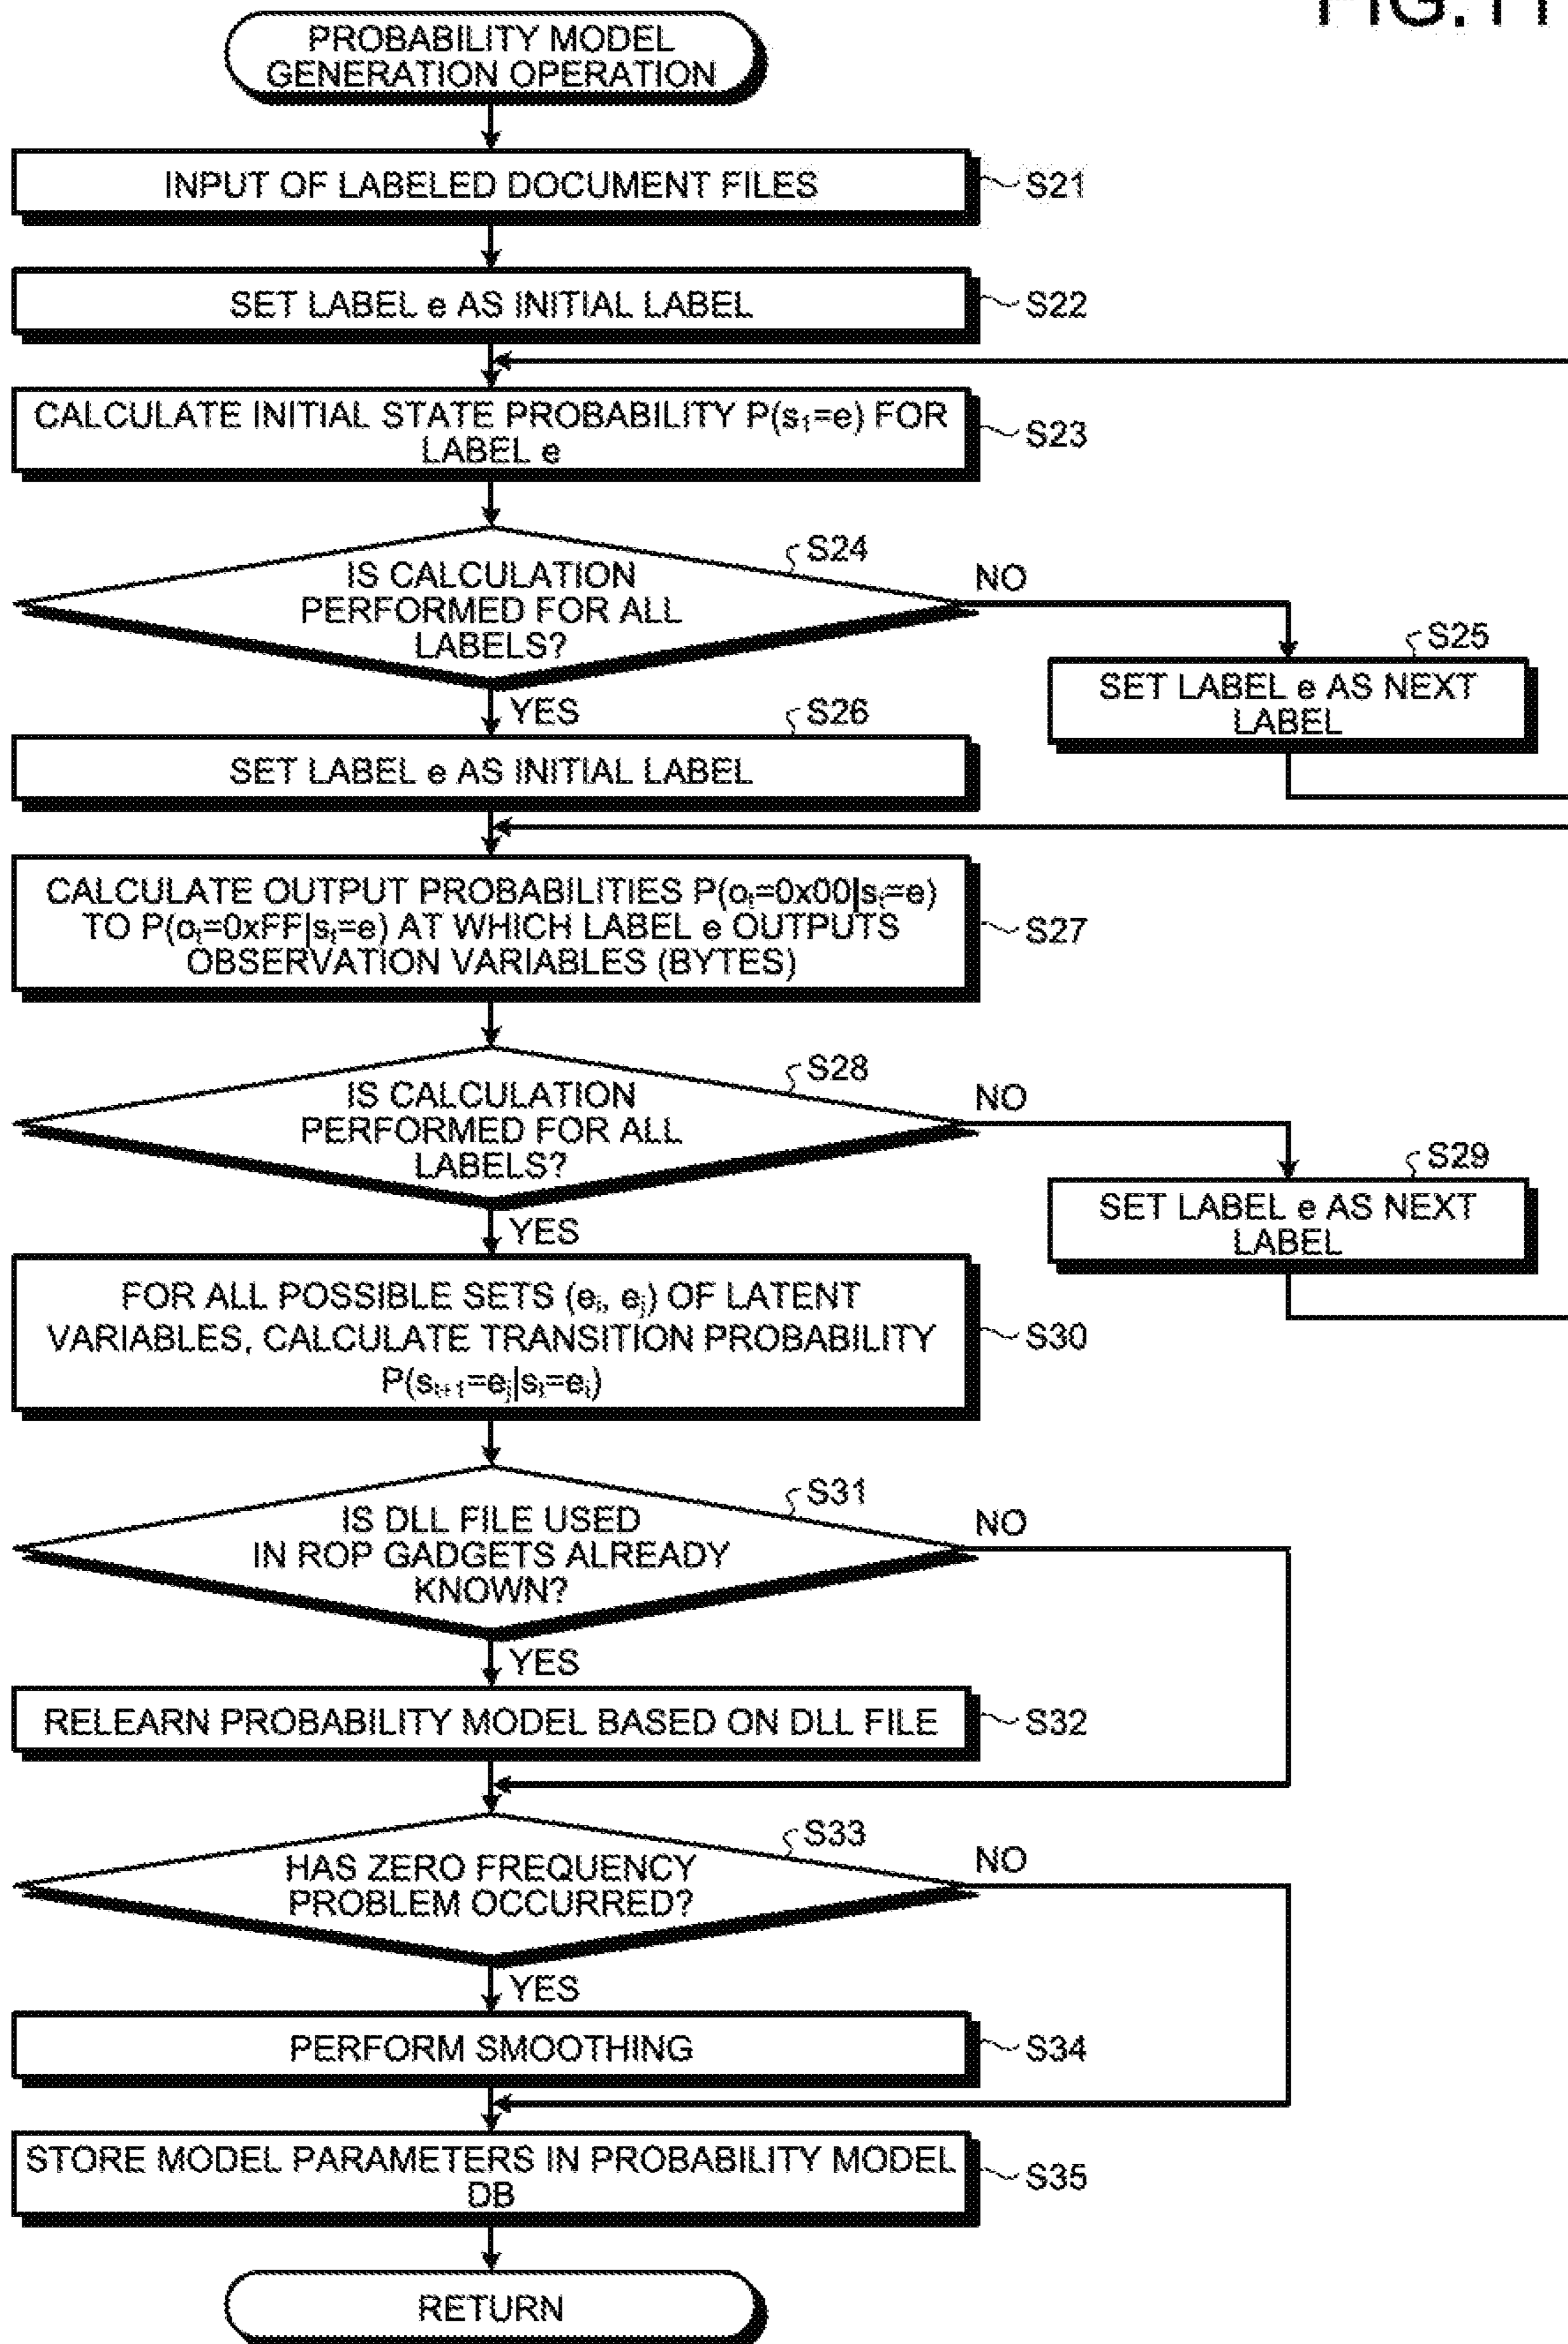 FIG.11
PROBABILITY MODEL
GENERATION OPERATION
INPUT OF LABELED DOCUMENT FILES
S21
SET LABEL e AS INITIAL LABEL
S22
CALCULATE INITIAL STATE PROBABILITY P(s₁=e) FOR
LABEL e
S23
S24
IS CALCULATION
PERFORMED FOR ALL
LABELS?
NO
S25
SET LABEL e AS NEXT
LABEL
YES
S26
SET LABEL e AS INITIAL LABEL
CALCULATE OUTPUT PROBABILITIES P(oₜ=0x00|sₜ=e)
TO P(oₜ=0xFF|sₜ=e) AT WHICH LABEL e OUTPUTS
OBSERVATION VARIABLES (BYTES)
S27
S28
IS CALCULATION
PERFORMED FOR ALL
LABELS?
NO
S29
SET LABEL e AS NEXT
LABEL
YES
FOR ALL POSSIBLE SETS (eᵢ, eⱼ) OF LATENT
VARIABLES, CALCULATE TRANSITION PROBABILITY
P(sₜ₊₁=eⱼ|sₜ=eᵢ)
S30
S31
IS DLL FILE USED
IN ROP GADGETS ALREADY
KNOWN?
NO
YES
RELEARN PROBABILITY MODEL BASED ON DLL FILE
S32
S33
HAS ZERO FREQUENCY
PROBLEM OCCURRED?
NO
YES
PERFORM SMOOTHING
S34
STORE MODEL PARAMETERS IN PROBABILITY MODEL
DB
S35
RETURN